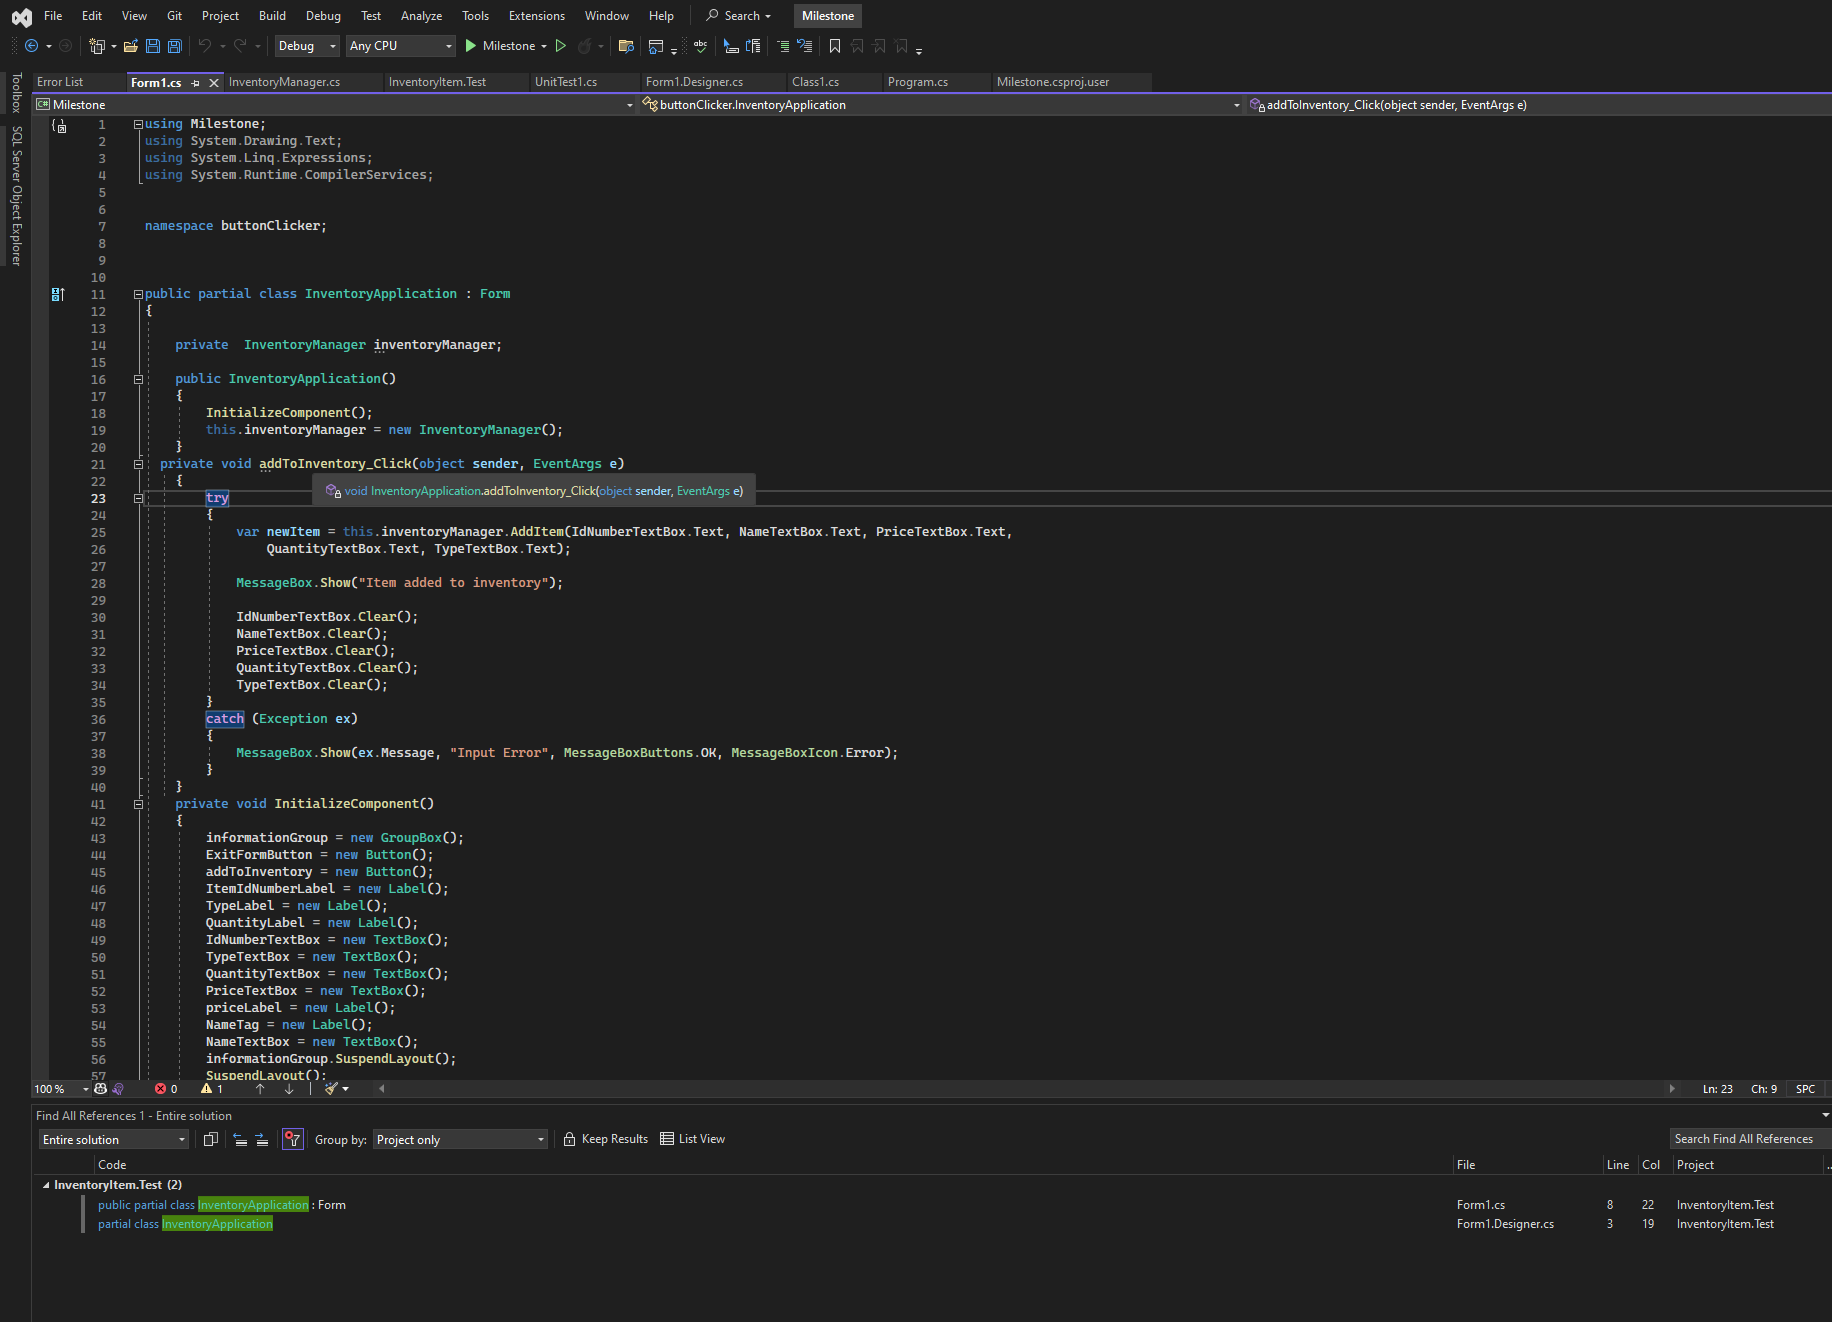 File Edit View Git Project Build Debug Test Analyze Tools Extensions Window Help Search Milestone
Debug Any CPU Milestone abc
Error List Form1.cs InventoryManager.cs InventoryItem.Test UnitTest1.cs Form1.Designer.cs Class1.cs Program.cs Milestone.csproj.user
C# Milestone buttonClicker.InventoryApplication addToInventory_Click(object sender, EventArgs e)
Toolbox
SQL Server Object Explorer
1 using Milestone;
2 using System.Drawing.Text;
3 using System.Linq.Expressions;
4 using System.Runtime.CompilerServices;
5
6
7 namespace buttonClicker;
8
9
10
11 public partial class InventoryApplication : Form
12 {
13
14 private  InventoryManager inventoryManager;
15
16 public InventoryApplication()
17 {
18 InitializeComponent();
19 this.inventoryManager = new InventoryManager();
20 }
21 private void addToInventory_Click(object sender, EventArgs e)
22 {
void InventoryApplication.addToInventory_Click(object sender, EventArgs e)
23 try
24 {
25 var newItem = this.inventoryManager.AddItem(IdNumberTextBox.Text, NameTextBox.Text, PriceTextBox.Text,
26 QuantityTextBox.Text, TypeTextBox.Text);
27
28 MessageBox.Show("Item added to inventory");
29
30 IdNumberTextBox.Clear();
31 NameTextBox.Clear();
32 PriceTextBox.Clear();
33 QuantityTextBox.Clear();
34 TypeTextBox.Clear();
35 }
36 catch (Exception ex)
37 {
38 MessageBox.Show(ex.Message, "Input Error", MessageBoxButtons.OK, MessageBoxIcon.Error);
39 }
40 }
41 private void InitializeComponent()
42 {
43 informationGroup = new GroupBox();
44 ExitFormButton = new Button();
45 addToInventory = new Button();
46 ItemIdNumberLabel = new Label();
47 TypeLabel = new Label();
48 QuantityLabel = new Label();
49 IdNumberTextBox = new TextBox();
50 TypeTextBox = new TextBox();
51 QuantityTextBox = new TextBox();
52 PriceTextBox = new TextBox();
53 priceLabel = new Label();
54 NameTag = new Label();
55 NameTextBox = new TextBox();
56 informationGroup.SuspendLayout();
57 SuspendLayout();
100 % 0 1 Ln: 23 Ch: 9 SPC
Find All References 1 - Entire solution
Entire solution Group by: Project only Keep Results List View Search Find All References
Code File Line Col Project ..
InventoryItem.Test (2)
public partial class InventoryApplication : Form Form1.cs 8 22 InventoryItem.Test
partial class InventoryApplication Form1.Designer.cs 3 19 InventoryItem.Test